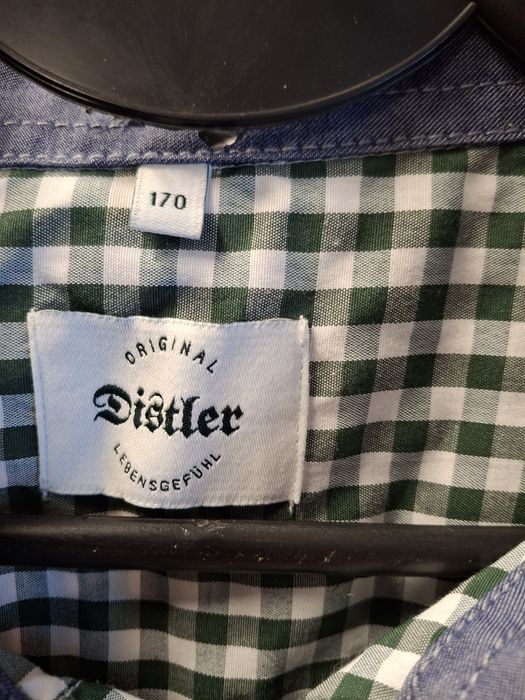 170
ORIGINAL
Distler
LEBENSGEFÜHL